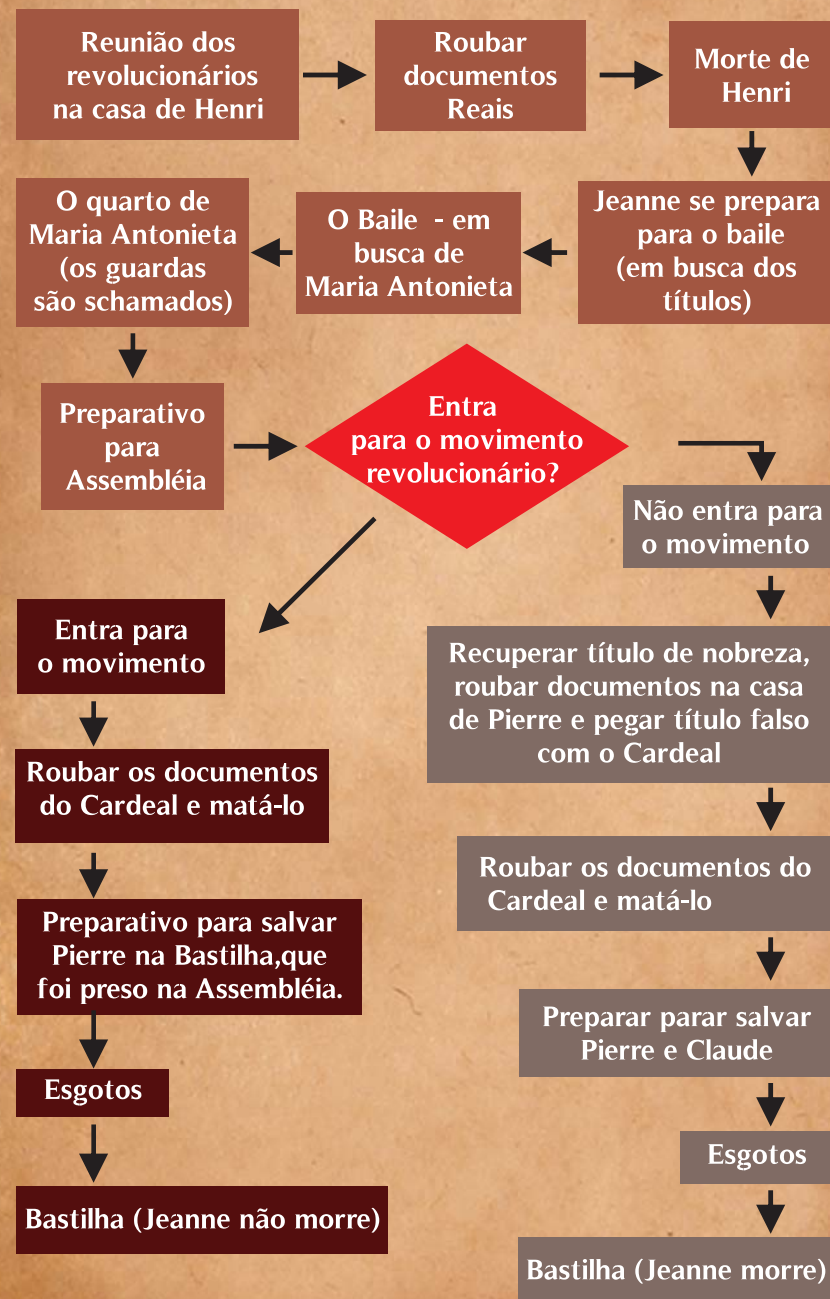 Reunião dos
revolucionários
na casa de Henri
Roubar
documentos
Reais
Morte de
Henri
Jeanne se prepara
para o baile
(em busca dos
títulos)
O Baile - em
busca de
Maria Antonieta
O quarto de
Maria Antonieta
(os guardas
são schamados)
Preparativo
para
Assembléia
Entra
para o movimento
revolucionário?
Não entra para
o movimento
Recuperar título de nobreza,
roubar documentos na casa
de Pierre e pegar título falso
com o Cardeal
Roubar os documentos do
Cardeal e matá-lo
Preparar parar salvar
Pierre e Claude
Esgotos
Bastilha (Jeanne morre)
Entra para
o movimento
Roubar os documentos
do Cardeal e matá-lo
Preparativo para salvar
Pierre na Bastilha,que
foi preso na Assembléia.
Esgotos
Bastilha (Jeanne não morre)